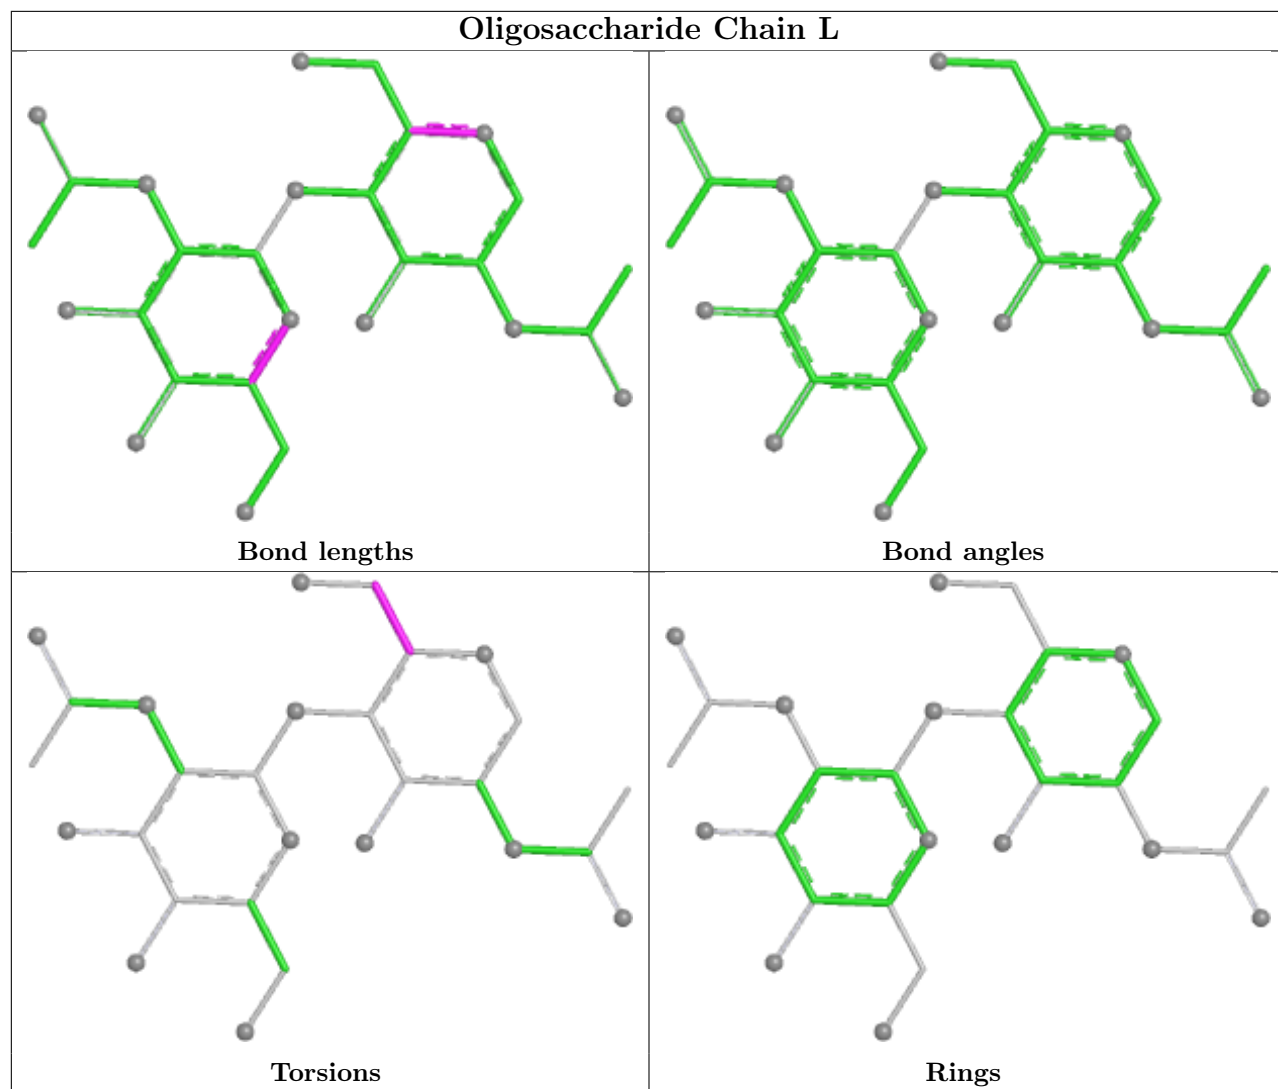 Oligosaccharide Chain L
Bond lengths
Bond angles
Torsions
Rings